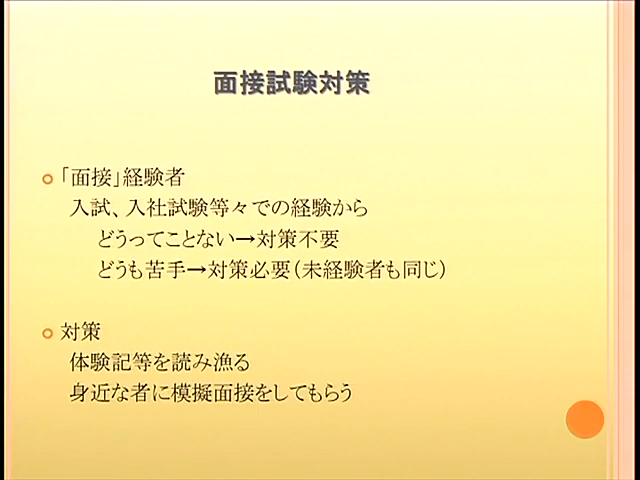 面接試験対策
「面接」経験者
入試、入社試験等々での経験から
どうってことない→対策不要
どうも苦手→対策必要(未経験者も同じ)
対策
体験記等を読み漁る
身近な者に模擬面接をしてもらう